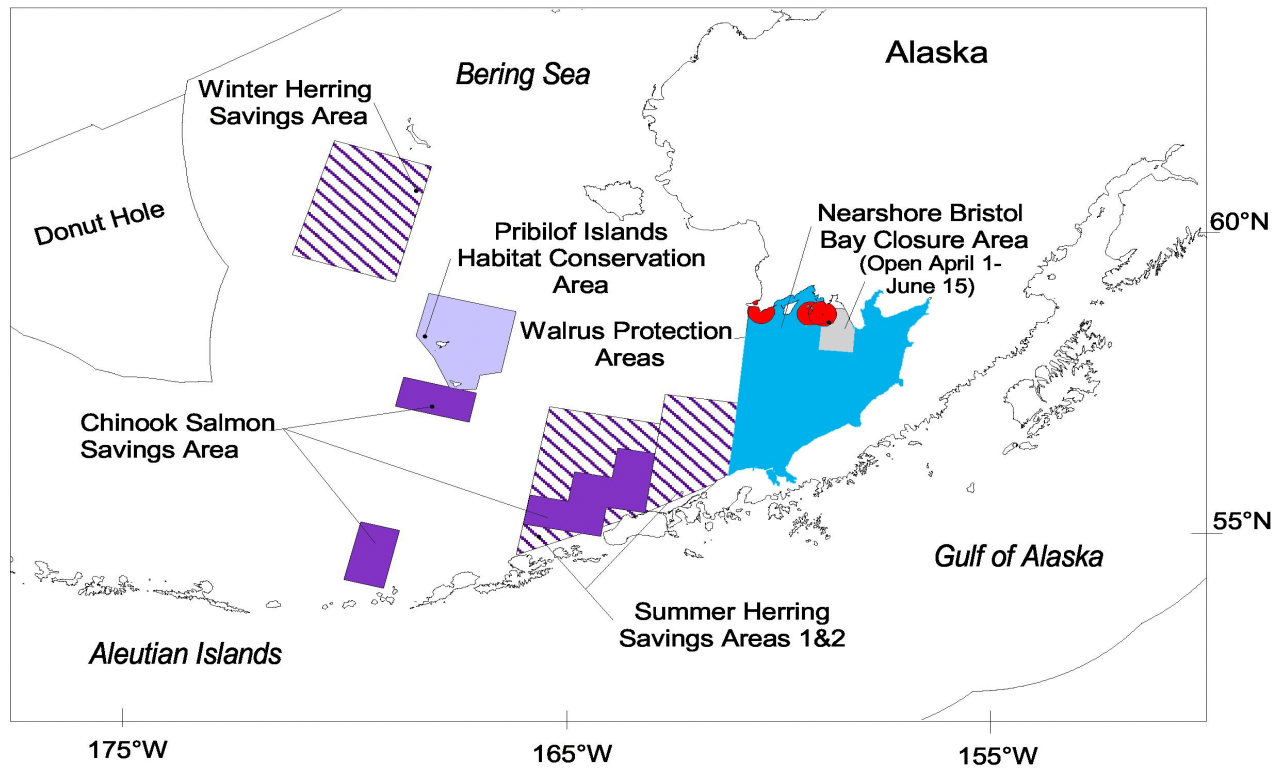 Alaska
Bering Sea
Winter Herring
Savings Area
Donut Hole
Pribilof Islands
Habitat Conservation
Area
Nearshore Bristol
Bay Closure Area
(Open April 1-
June 15)
60°N
Walrus Protection
Areas
Chinook Salmon
Savings Area
55°N
Gulf of Alaska
Summer Herring
Savings Areas 1&2
Aleutian Islands
175°W
165°W
155°W